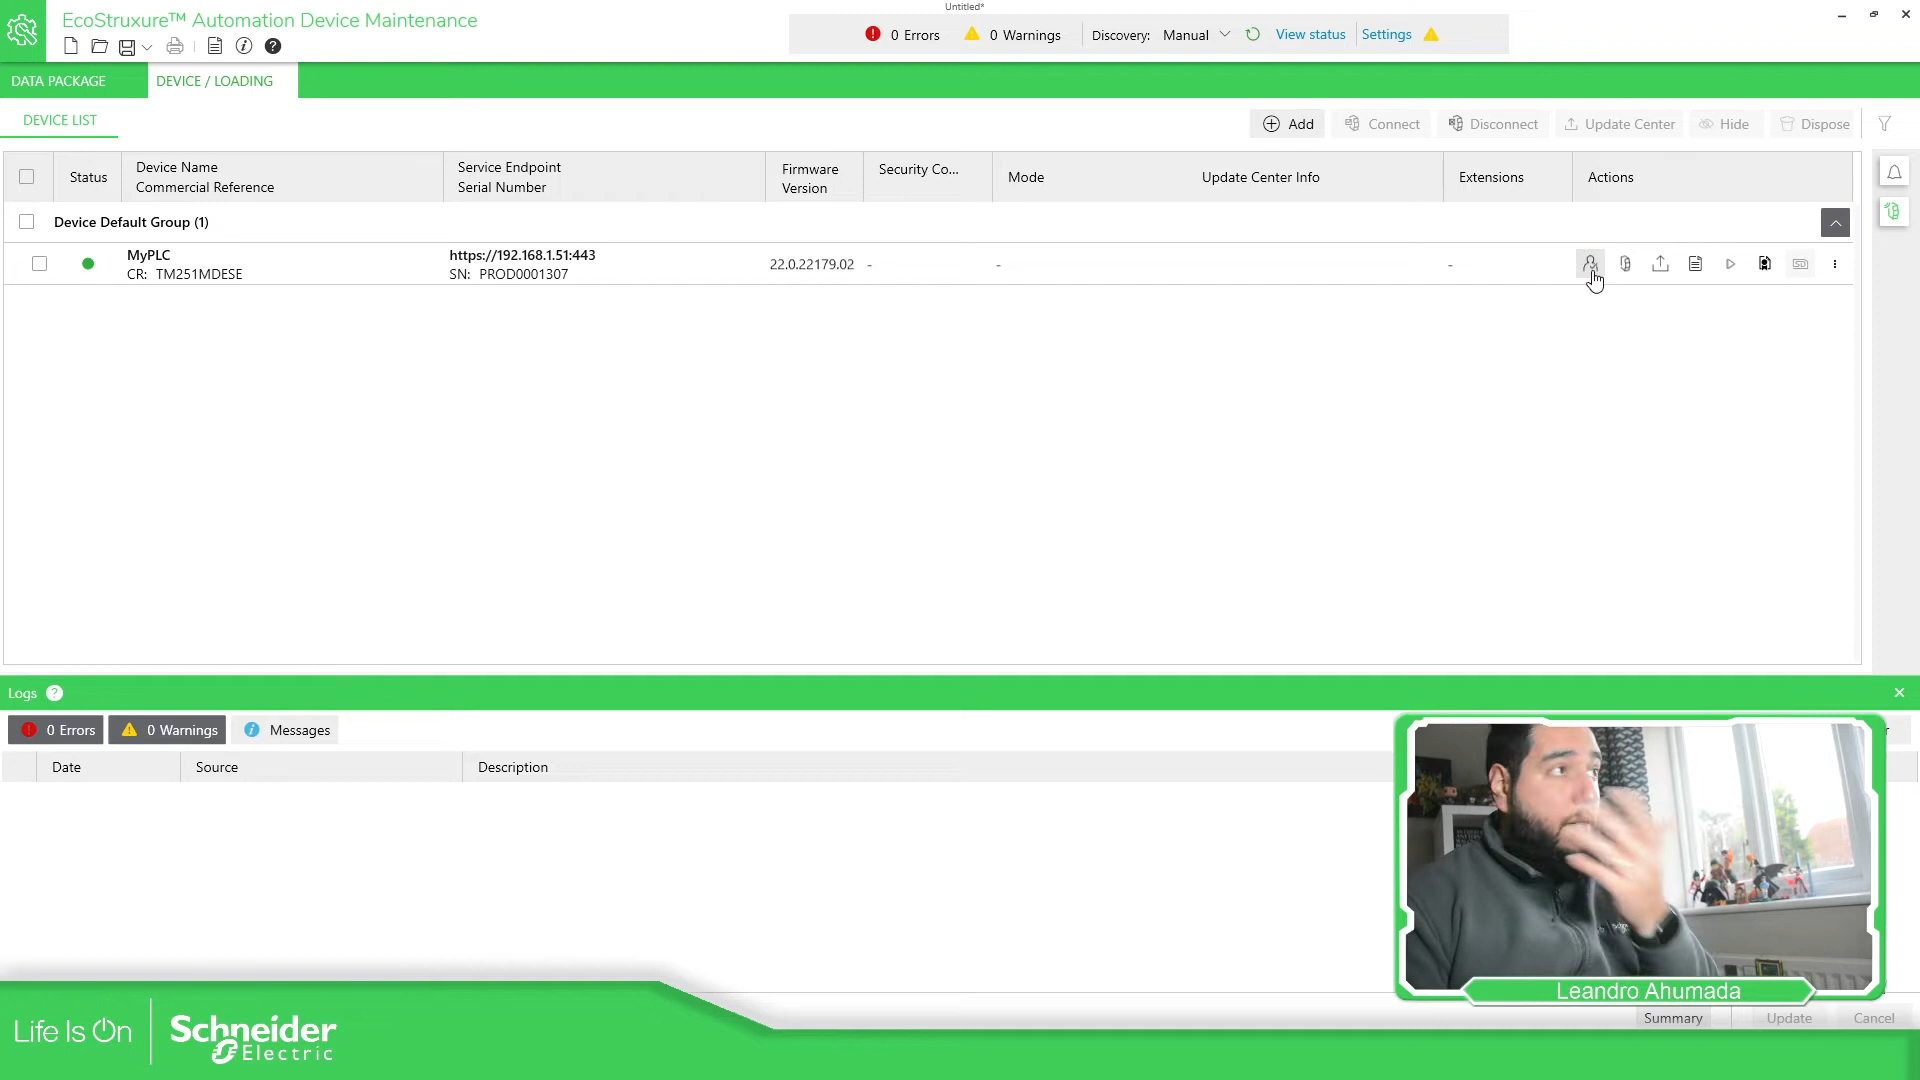 Untitled*
EcoStruxure™ Automation Device Maintenance
0 Errors 0 Warnings Discovery: Manual View status Settings
DATA PACKAGE DEVICE / LOADING
DEVICE LIST
Add Connect Disconnect Update Center Hide Dispose
Status Device Name Commercial Reference Service Endpoint Serial Number Firmware Version Security Co... Mode Update Center Info Extensions Actions
Device Default Group (1)
MyPLC https://192.168.1.51:443 22.0.22179.02 - - -
CR: TM251MDESE SN: PROD0001307
SD
Logs ?
0 Errors 0 Warnings Messages
Date Source Description
Leandro Ahumada
Summary Update Cancel
Life Is On Schneider
Electric